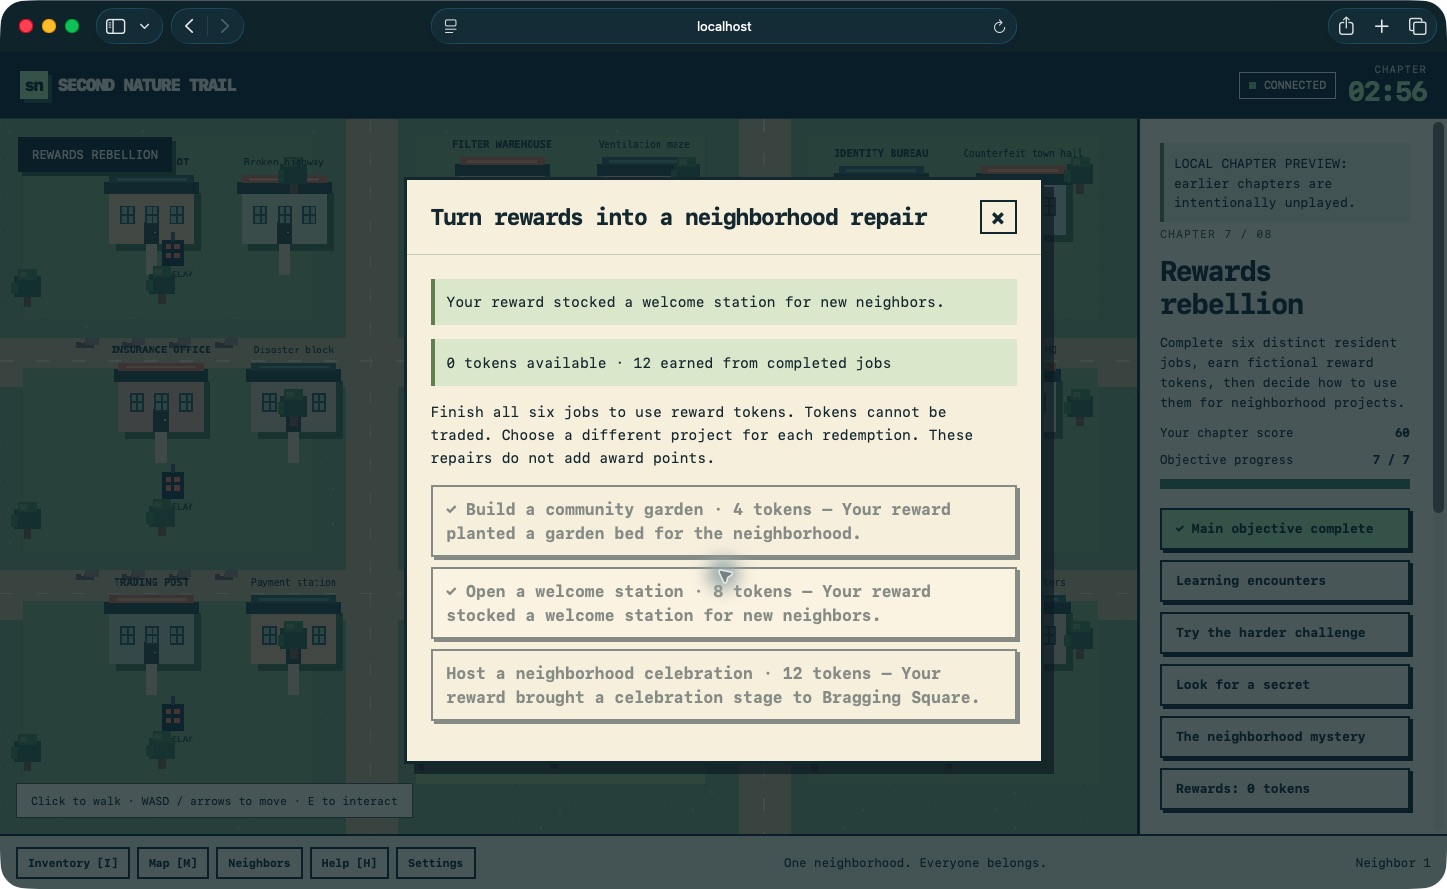 localhost
sn SECOND NATURE TRAIL
CONNECTED
CHAPTER
02:56
REWARDS REBELLION
Broken highway
FILTER WAREHOUSE
Ventilation maze
IDENTITY BUREAU
Counterfeit town hall
INSURANCE OFFICE
Disaster block
TRADING POST
Payment station
Click to walk · WASD / arrows to move · E to interact
Turn rewards into a neighborhood repair
×
Your reward stocked a welcome station for new neighbors.
0 tokens available · 12 earned from completed jobs
Finish all six jobs to use reward tokens. Tokens cannot be
traded. Choose a different project for each redemption. These
repairs do not add award points.
✓ Build a community garden · 4 tokens — Your reward
planted a garden bed for the neighborhood.
✓ Open a welcome station · 8 tokens — Your reward
stocked a welcome station for new neighbors.
Host a neighborhood celebration · 12 tokens — Your
reward brought a celebration stage to Bragging Square.
LOCAL CHAPTER PREVIEW:
earlier chapters are
intentionally unplayed.
CHAPTER 7 / 08
Rewards
rebellion
Complete six distinct resident
jobs, earn fictional reward
tokens, then decide how to use
them for neighborhood projects.
Your chapter score 60
Objective progress 7 / 7
✓ Main objective complete
Learning encounters
Try the harder challenge
Look for a secret
The neighborhood mystery
Rewards: 0 tokens
Inventory [I]
Map [M]
Neighbors
Help [H]
Settings
One neighborhood. Everyone belongs.
Neighbor 1